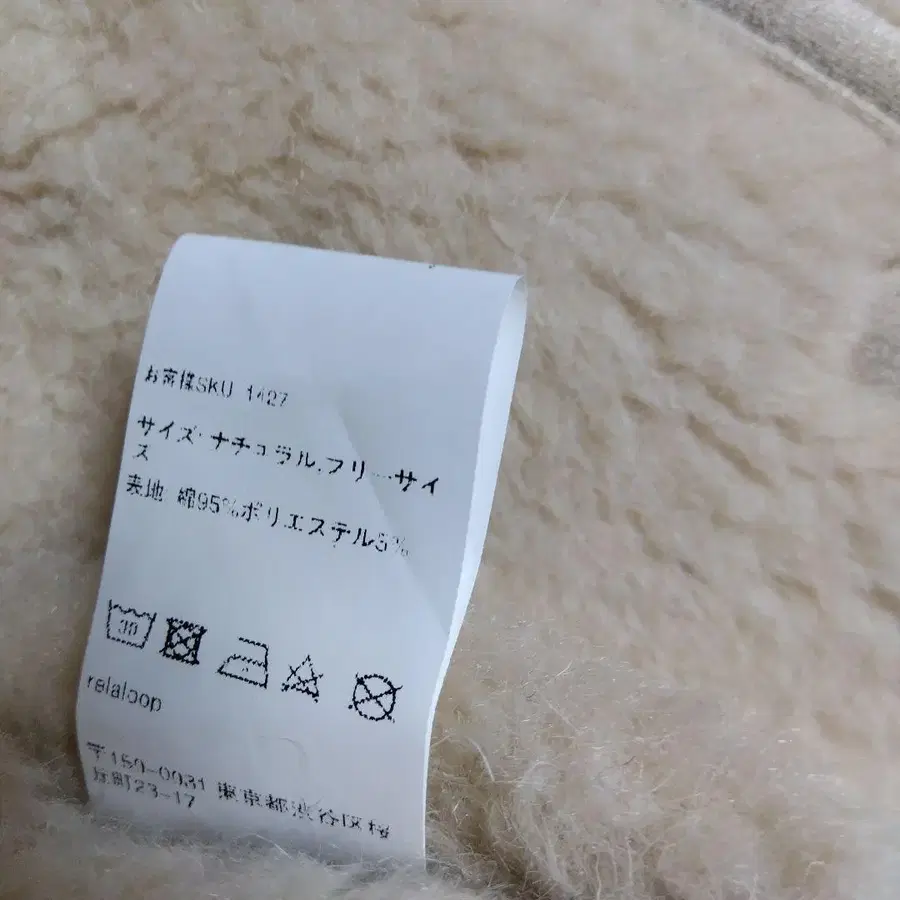 お客様SKU 1427
サイズ:ナチュラル,フリーサイ
ズ
表地 綿95%ポリエステル5%
30
relaloop
〒150-0031 東京都渋谷区桜
丘町23-17